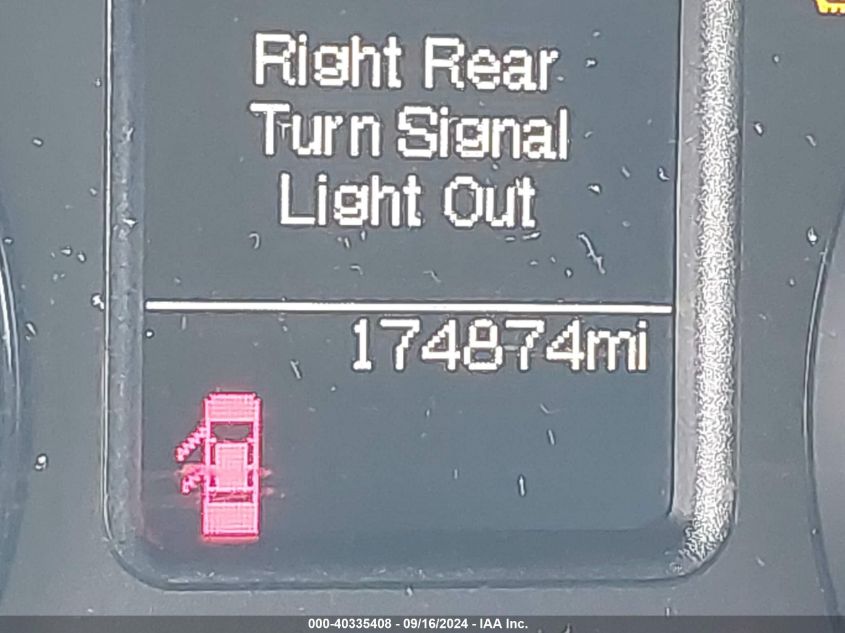 Right Rear
Turn Signal
Light Out
174874mi
000-40335408 - 09/16/2024 - IAA Inc.